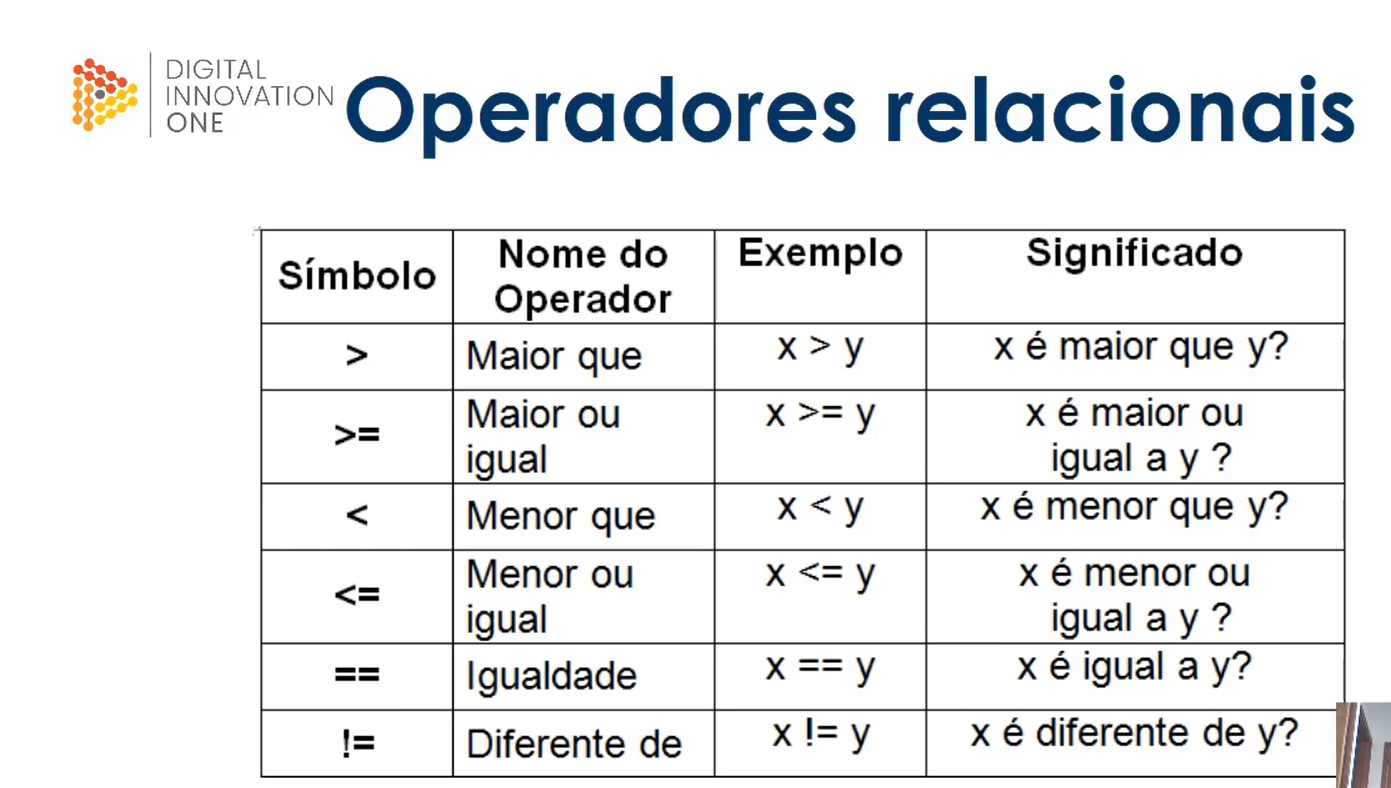 DIGITAL
INNOVATION
ONE
Operadores relacionais
Símbolo
Nome do
Operador
Exemplo
Significado
>
Maior que
x > y
x é maior que y?
>=
Maior ou
igual
x >= y
x é maior ou
igual a y ?
<
Menor que
x < y
x é menor que y?
<=
Menor ou
igual
x <= y
x é menor ou
igual a y ?
==
Igualdade
x == y
x é igual a y?
!=
Diferente de
x != y
x é diferente de y?